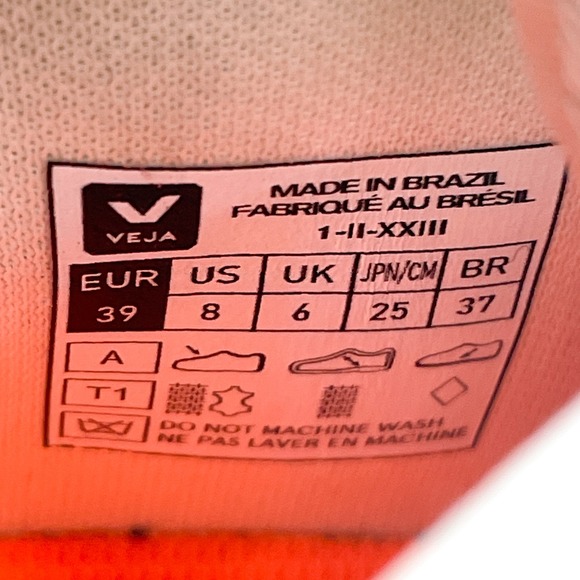 VEJA
MADE IN BRAZIL
FABRIQUÉ AU BRÉSIL
1-II-XXIII
EUR US UK JPN/CM BR
39 8 6 25 37
A
T1
DO NOT MACHINE WASH
NE PAS LAVER EN MACHINE